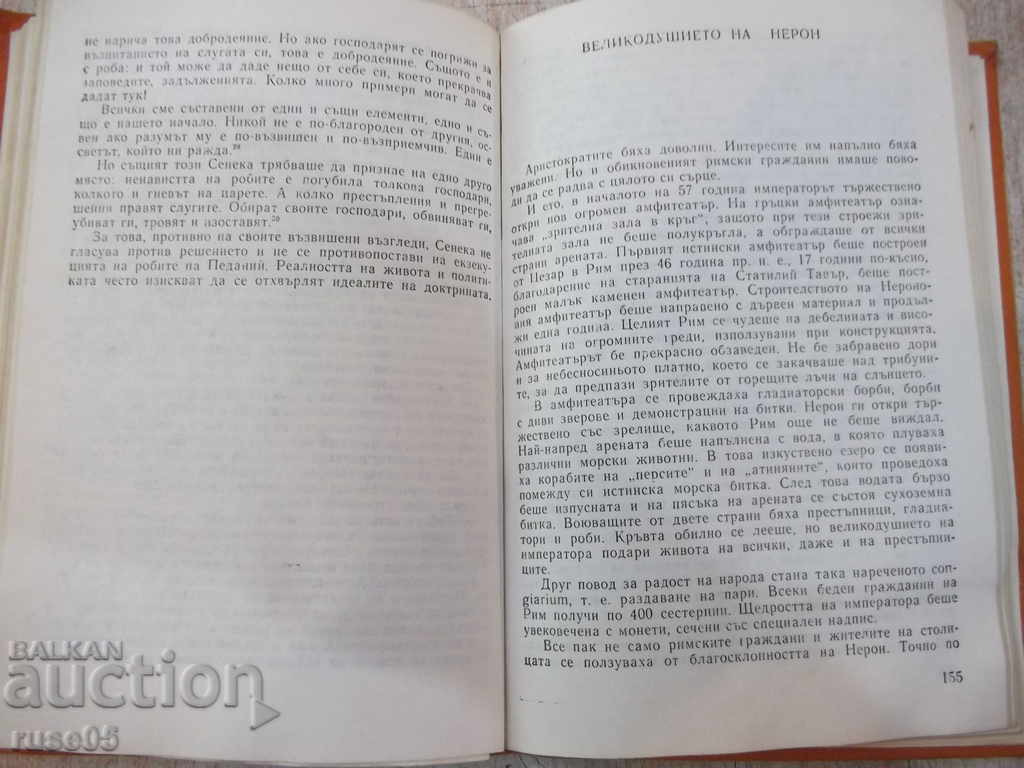 не нарича това добродеяние. Но ако господарят се погрижи за
възпитанието на слугата си, това е добродеяние. Същото е и
с роба: и той може да даде нещо от себе си, което прекрачва
заповедите, задълженията. Колко много примери могат да се
дадат тук!
Всички сме съставени от едни и същи елементи, едно и съ-
що е нашето начало. Никой не е по-благороден от другия, ос-
вен ако разумът му е по-възвишен и по-възприемчив. Един е
светът, който ни ражда.
Но същият този Сенека трябваше да признае на едно друго
място: ненавистта на робите е погубила толкова господари,
колкото и гневът на царете. А колко престъпления и прегре-
шения правят слугите. Обират своите господари, обвиняват ги,
убиват ги, тровят и изоставят.
За това, противно на своите възвишени възгледи, Сенека не
гласува против решението и не се противопостави на екзеку-
цията на робите на Педаний. Реалността на живота и полити-
ката често изискват да се отхвърлят идеалите на доктрината.
ВЕЛИКОДУШИЕТО НА НЕРОН
Аристократите бяха доволни. Интересите им напълно бяха
уважени. Но и обикновеният римски гражданин имаше пово-
ди да се радва с цялото си сърце.
И ето, в началото на 57 година императорът тържествено
откри нов огромен амфитеатър. На гръцки амфитеатър озна-
чава „зрителна зала в кръг“, защото при тези строежи зри-
телната зала не беше полукръгла, а обграждаше от всички
страни арената. Първият истински амфитеатър беше построен
от Цезар в Рим през 46 година пр. н. е., 17 години по-късно,
благодарение на старанията на Статилий Тавър, беше пост-
роен малък каменен амфитеатър. Строителството на Нероно-
вия амфитеатър беше направено с дървен материал и продъл-
жи една година. Целият Рим се чудеше на дебелината и висо-
чината на огромните греди, използувани при конструкцията.
Амфитеатърът бе прекрасно обзаведен. Не бе забравено дори
и за небесносиньото платно, което се закачваше над трибуни-
те, за да предпази зрителите от горещите лъчи на слънцето.
В амфитеатъра се провеждаха гладиаторски борби, борби
с диви зверове и демонстрации на битки. Нерон ги откри тър-
жествено със зрелище, каквото Рим още не беше виждал.
Най-напред арената беше напълнена с вода, в която плуваха
различни морски животни. В това изкуствено езеро се появи-
ха корабите на „персите“ и на „атиняните“, които проведоха
помежду си истинска морска битка. След това водата бързо
беше изпусната и на пясъка на арената се състоя сухоземна
битка. Воюващите от двете страни бяха престъпници, гладиа-
тори и роби. Кръвта обилно се лееше, но великодушието на
императора подари живота на всички, даже и на престъпни-
ците.
Друг повод за радост на народа стана така нареченото con-
giarium, т. е. раздаване на пари. Всеки беден гражданин на
Рим получи по 400 сестерции. Щедростта на императора беше
увековечена с монети, сечени със специален надпис.
Все пак не само римските граждани и жителите на столи-
цата се ползуваха от благосклонността на Нерон. Точно по
155
BALKAN
auction
ruse05